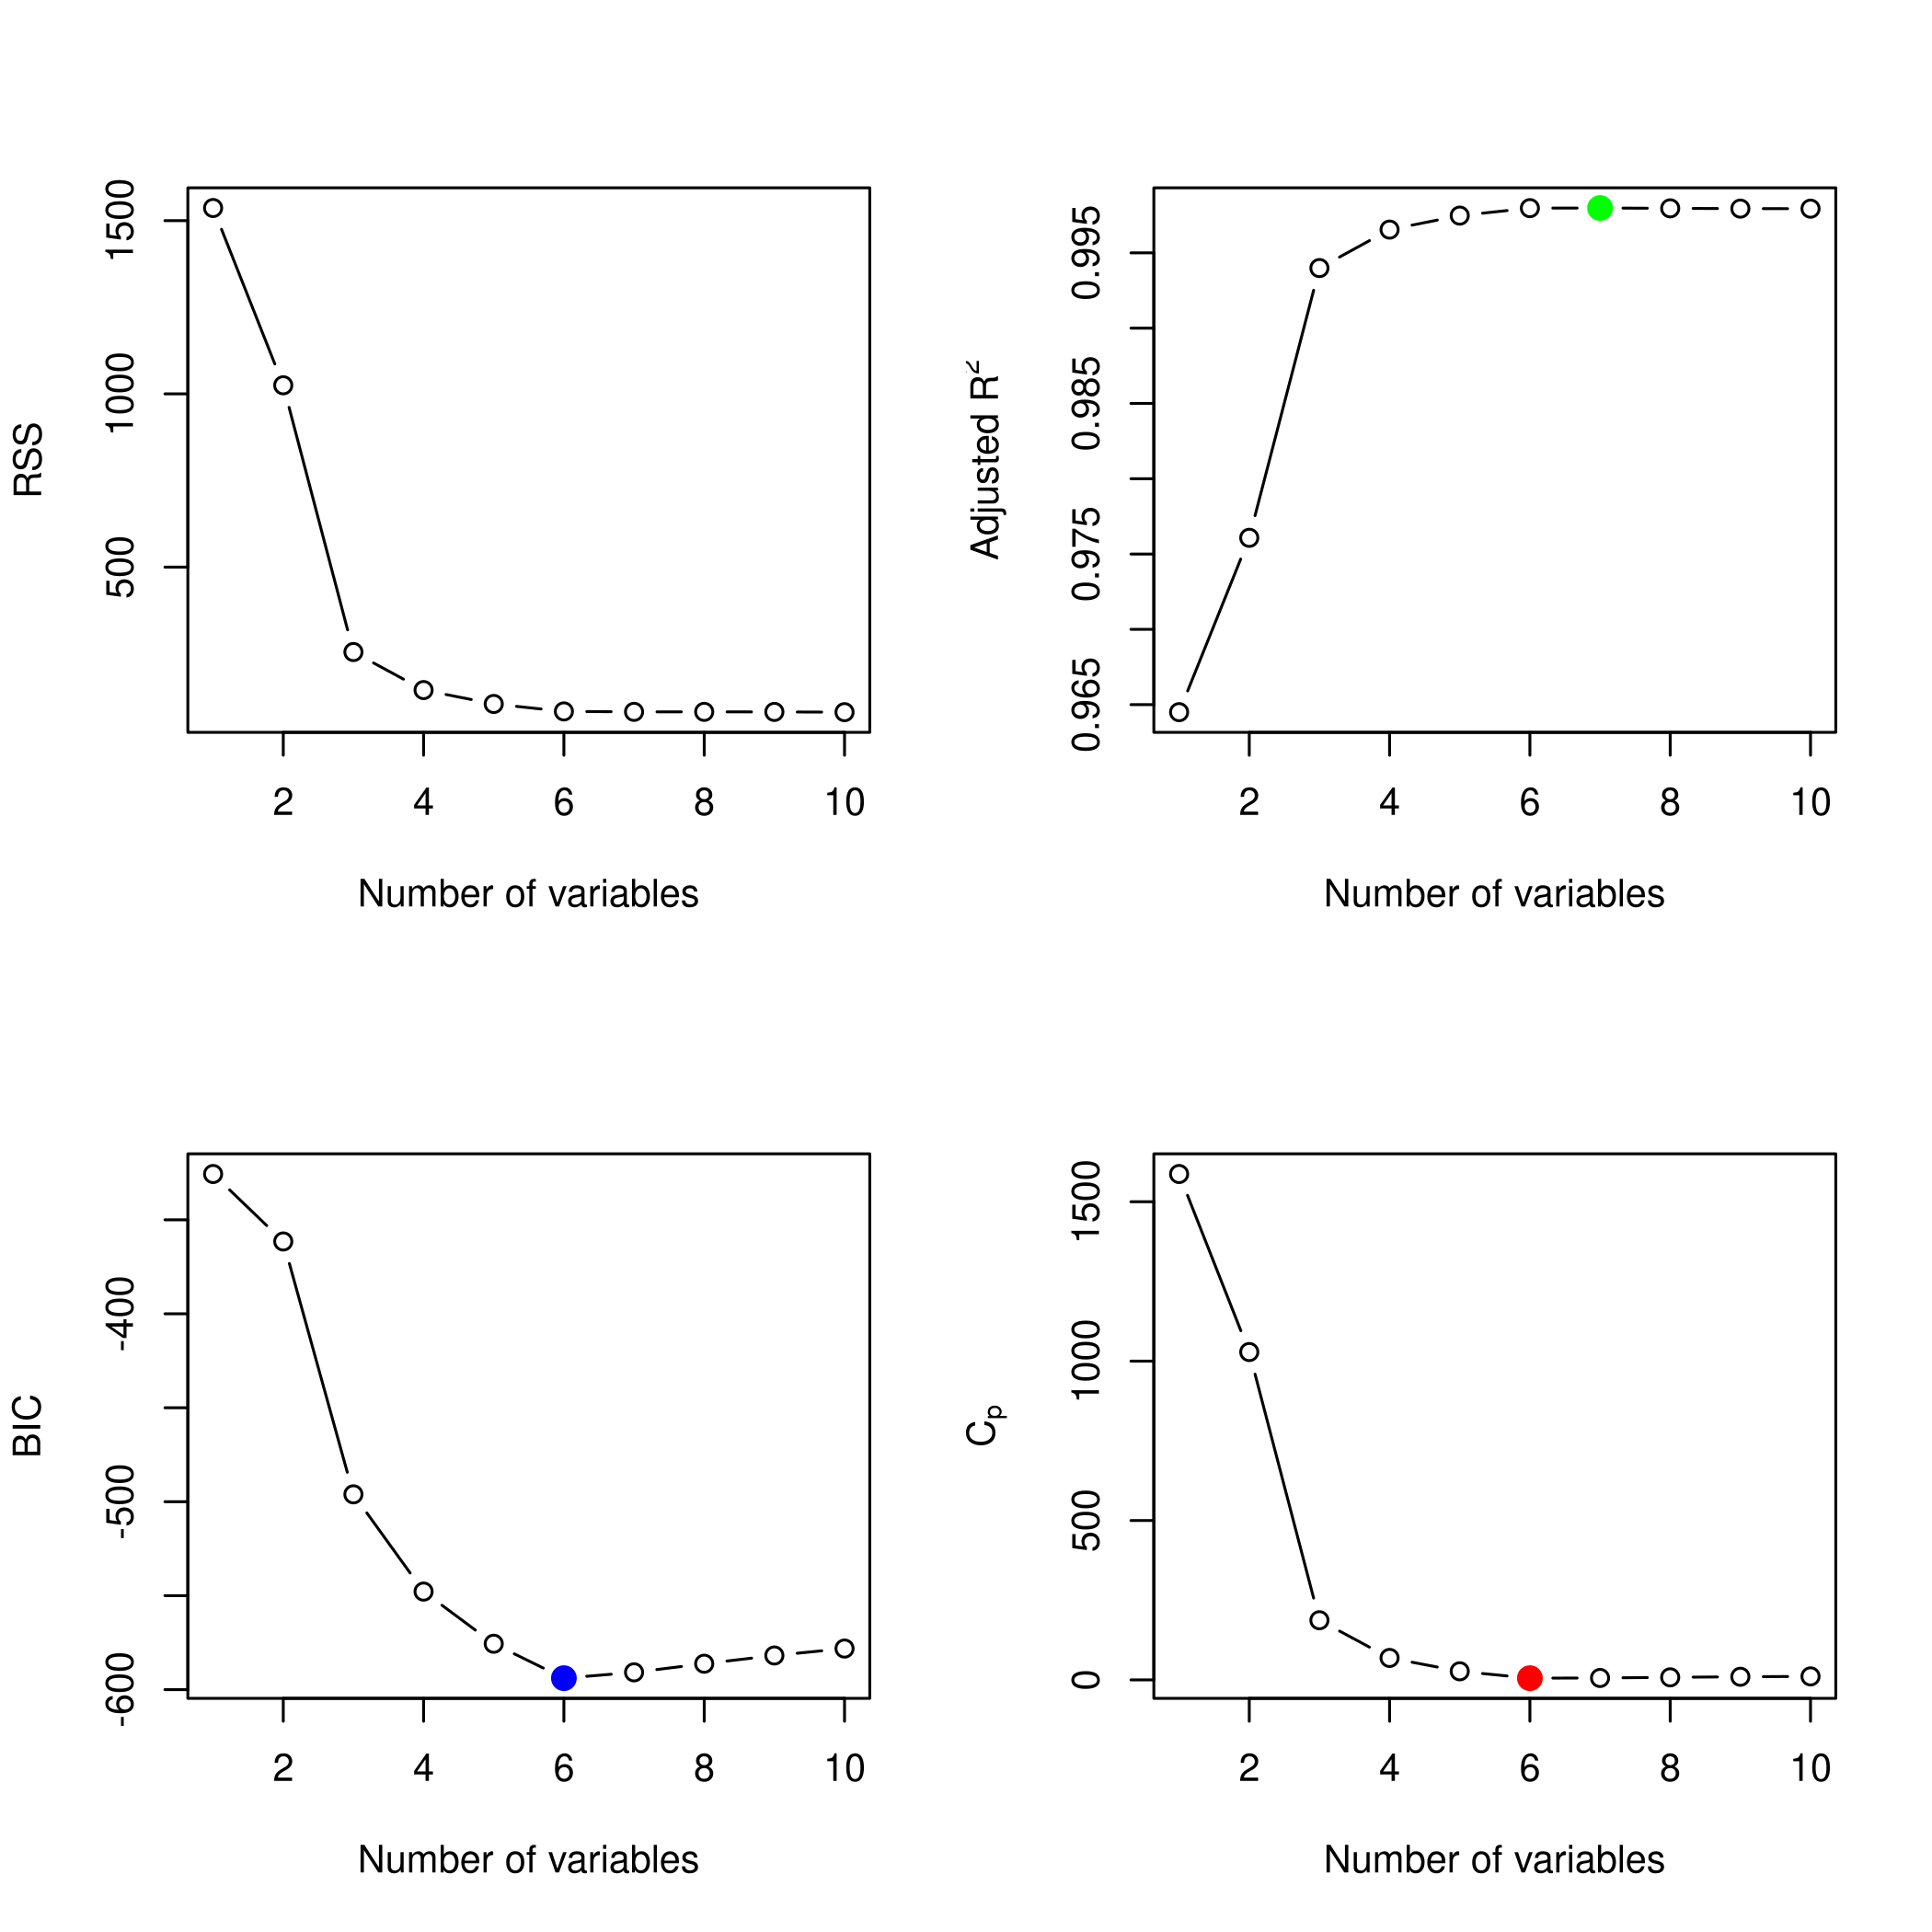 RSS
1500
1000
500
2 4 6 8 10
Number of variables
Adjusted R²
0.995
0.985
0.975
0.965
2 4 6 8 10
Number of variables
BIC
-400
-500
-600
2 4 6 8 10
Number of variables
Cp
1500
1000
500
0
2 4 6 8 10
Number of variables